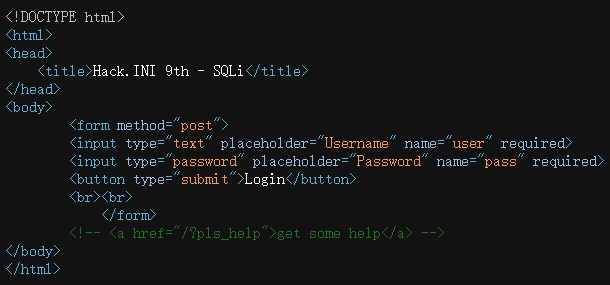 <!DOCTYPE html>
<html>
<head>
    <title>Hack.INI 9th - SQLi</title>
</head>
<body>
        <form method="post">
        <input type="text" placeholder="Username" name="user" required>
        <input type="password" placeholder="Password" name="pass" required>
        <button type="submit">Login</button>
        <br><br>
            </form>
        <!-- <a href="/?pls_help">get some help</a> -->
</body>
</html>